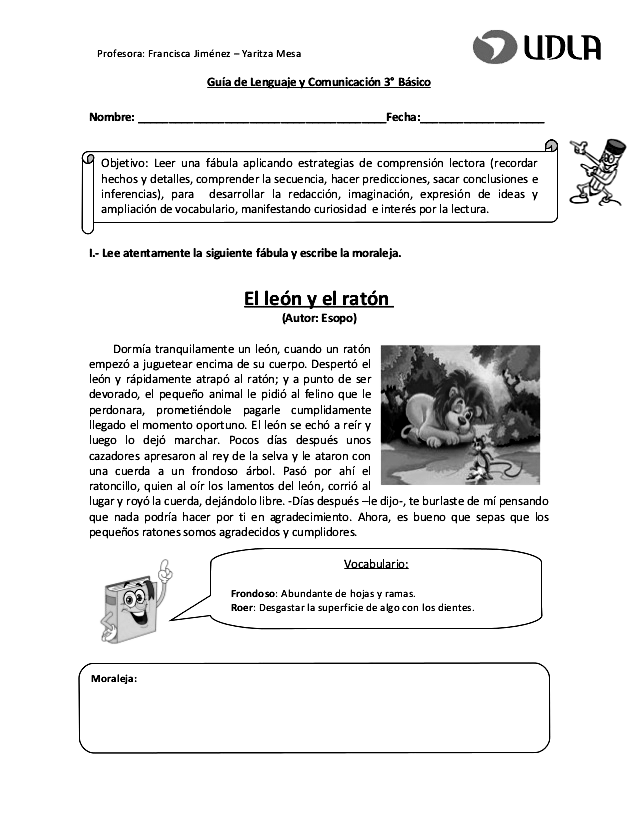 Profesora: Francisca Jiménez – Yaritza Mesa
UDLA
Guía de Lenguaje y Comunicación 3° Básico
Nombre: _______________________________________Fecha:____________________
Objetivo: Leer una fábula aplicando estrategias de comprensión lectora (recordar
hechos y detalles, comprender la secuencia, hacer predicciones, sacar conclusiones e
inferencias), para desarrollar la redacción, imaginación, expresión de ideas y
ampliación de vocabulario, manifestando curiosidad e interés por la lectura.
I.- Lee atentamente la siguiente fábula y escribe la moraleja.
El león y el ratón
(Autor: Esopo)
Dormía tranquilamente un león, cuando un ratón
empezó a juguetear encima de su cuerpo. Despertó el
león y rápidamente atrapó al ratón; y a punto de ser
devorado, el pequeño animal le pidió al felino que le
perdonara, prometiéndole pagarle cumplidamente
llegado el momento oportuno. El león se echó a reír y
luego lo dejó marchar. Pocos días después unos
cazadores apresaron al rey de la selva y le ataron con
una cuerda a un frondoso árbol. Pasó por ahí el
ratoncillo, quien al oír los lamentos del león, corrió al
lugar y royó la cuerda, dejándolo libre. -Días después –le dijo-, te burlaste de mí pensando
que nada podría hacer por ti en agradecimiento. Ahora, es bueno que sepas que los
pequeños ratones somos agradecidos y cumplidores.
Vocabulario:
Frondoso: Abundante de hojas y ramas.
Roer: Desgastar la superficie de algo con los dientes.
Moraleja: